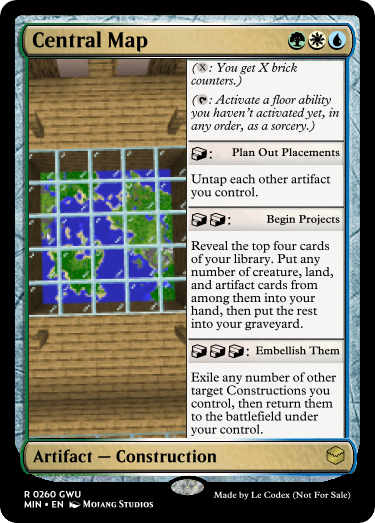 Central Map
(X: You get X brick
counters.)
(: Activate a floor ability
you haven't activated yet, in
any order, as a sorcery.)
: Plan Out Placements
Untap each other artifact
you control.
: Begin Projects
Reveal the top four cards
of your library. Put any
number of creature, land,
and artifact cards from
among them into your
hand, then put the rest
into your graveyard.
: Embellish Them
Exile any number of other
target Constructions you
control, then return them
to the battlefield under
your control.
Artifact — Construction
R 0260 GWU
MIN • EN Mojang Studios
Made by Le Codex (Not For Sale)